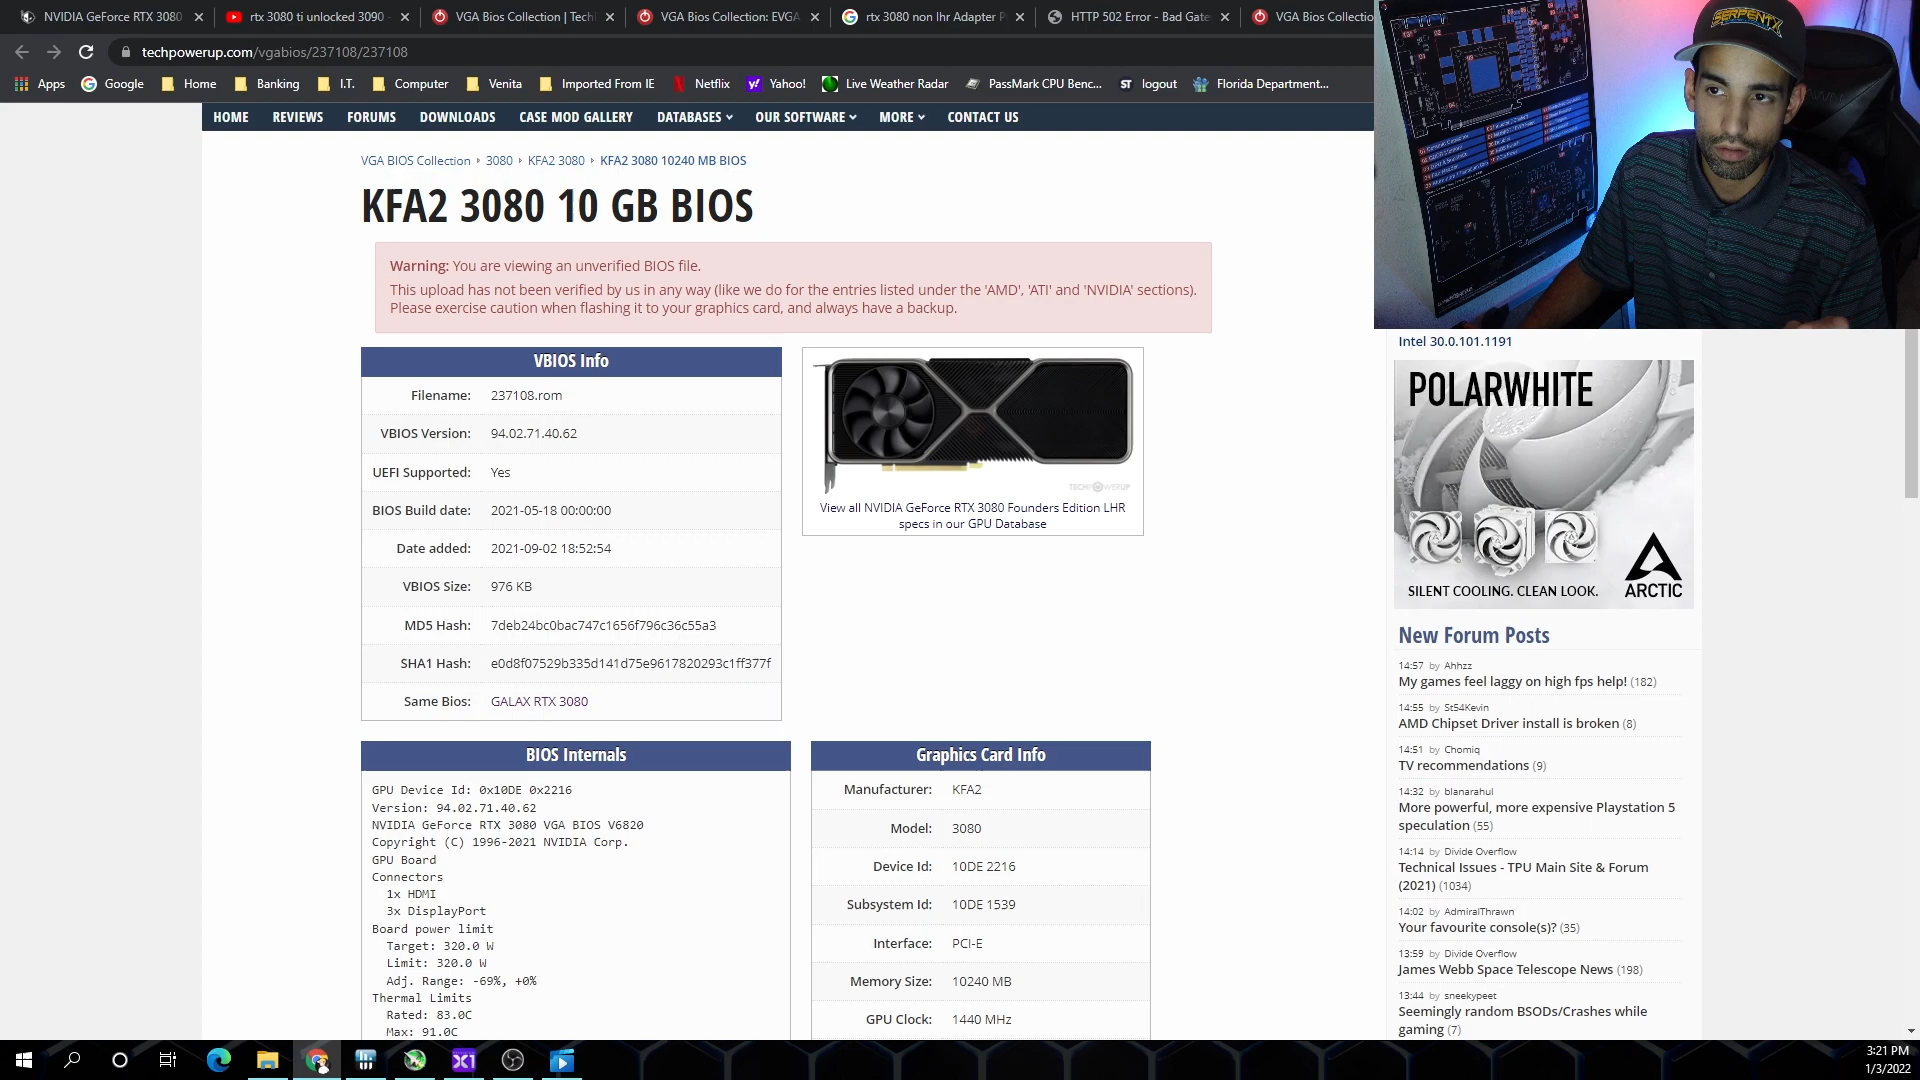 NVIDIA GeForce RTX 3080
rtx 3080 ti unlocked 3090 -
VGA Bios Collection | Tech
VGA Bios Collection: EVGA
rtx 3080 non lhr Adapter P
HTTP 502 Error - Bad Gate
VGA Bios Collectio
techpowerup.com/vgabios/237108/237108
Apps
Google
Home
Banking
I.T.
Computer
Venita
Imported From IE
Netflix
Yahoo!
Live Weather Radar
PassMark CPU Benc...
ST logout
Florida Department...
SERPENTX
HOME
REVIEWS
FORUMS
DOWNLOADS
CASE MOD GALLERY
DATABASES
OUR SOFTWARE
MORE
CONTACT US
VGA BIOS Collection
3080
KFA2 3080
KFA2 3080 10240 MB BIOS
KFA2 3080 10 GB BIOS
Warning: You are viewing an unverified BIOS file.
This upload has not been verified by us in any way (like we do for the entries listed under the 'AMD', 'ATI' and 'NVIDIA' sections).
Please exercise caution when flashing it to your graphics card, and always have a backup.
VBIOS Info
Filename: 237108.rom
VBIOS Version: 94.02.71.40.62
UEFI Supported: Yes
BIOS Build date: 2021-05-18 00:00:00
Date added: 2021-09-02 18:52:54
VBIOS Size: 976 KB
MD5 Hash: 7deb24bc0bac747c1656f796c36c55a3
SHA1 Hash: e0d8f07529b335d141d75e9617820293c1ff377f
Same Bios: GALAX RTX 3080
TECHPOWERUP
View all NVIDIA GeForce RTX 3080 Founders Edition LHR
specs in our GPU Database
BIOS Internals
GPU Device Id: 0x10DE 0x2216
Version: 94.02.71.40.62
NVIDIA GeForce RTX 3080 VGA BIOS V6820
Copyright (C) 1996-2021 NVIDIA Corp.
GPU Board
Connectors
1x HDMI
3x DisplayPort
Board power limit
Target: 320.0 W
Limit: 320.0 W
Adj. Range: -69%, +0%
Thermal Limits
Rated: 83.0C
Max: 91.0C
Graphics Card Info
Manufacturer: KFA2
Model: 3080
Device Id: 10DE 2216
Subsystem Id: 10DE 1539
Interface: PCI-E
Memory Size: 10240 MB
GPU Clock: 1440 MHz
Intel 30.0.101.1191
POLARWHITE
SILENT COOLING. CLEAN LOOK.
ARCTIC
New Forum Posts
14:57 by Ahhzz
My games feel laggy on high fps help! (182)
14:55 by St54Kevin
AMD Chipset Driver install is broken (8)
14:51 by Chomiq
TV recommendations (9)
14:32 by blanarahul
More powerful, more expensive Playstation 5
speculation (55)
14:14 by Divide Overflow
Technical Issues - TPU Main Site & Forum
(2021) (1034)
14:02 by AdmiralThrawn
Your favourite console(s)? (35)
13:59 by Divide Overflow
James Webb Space Telescope News (198)
13:44 by sneekypeet
Seemingly random BSODs/Crashes while
gaming (7)
X1
3:21 PM
1/3/2022